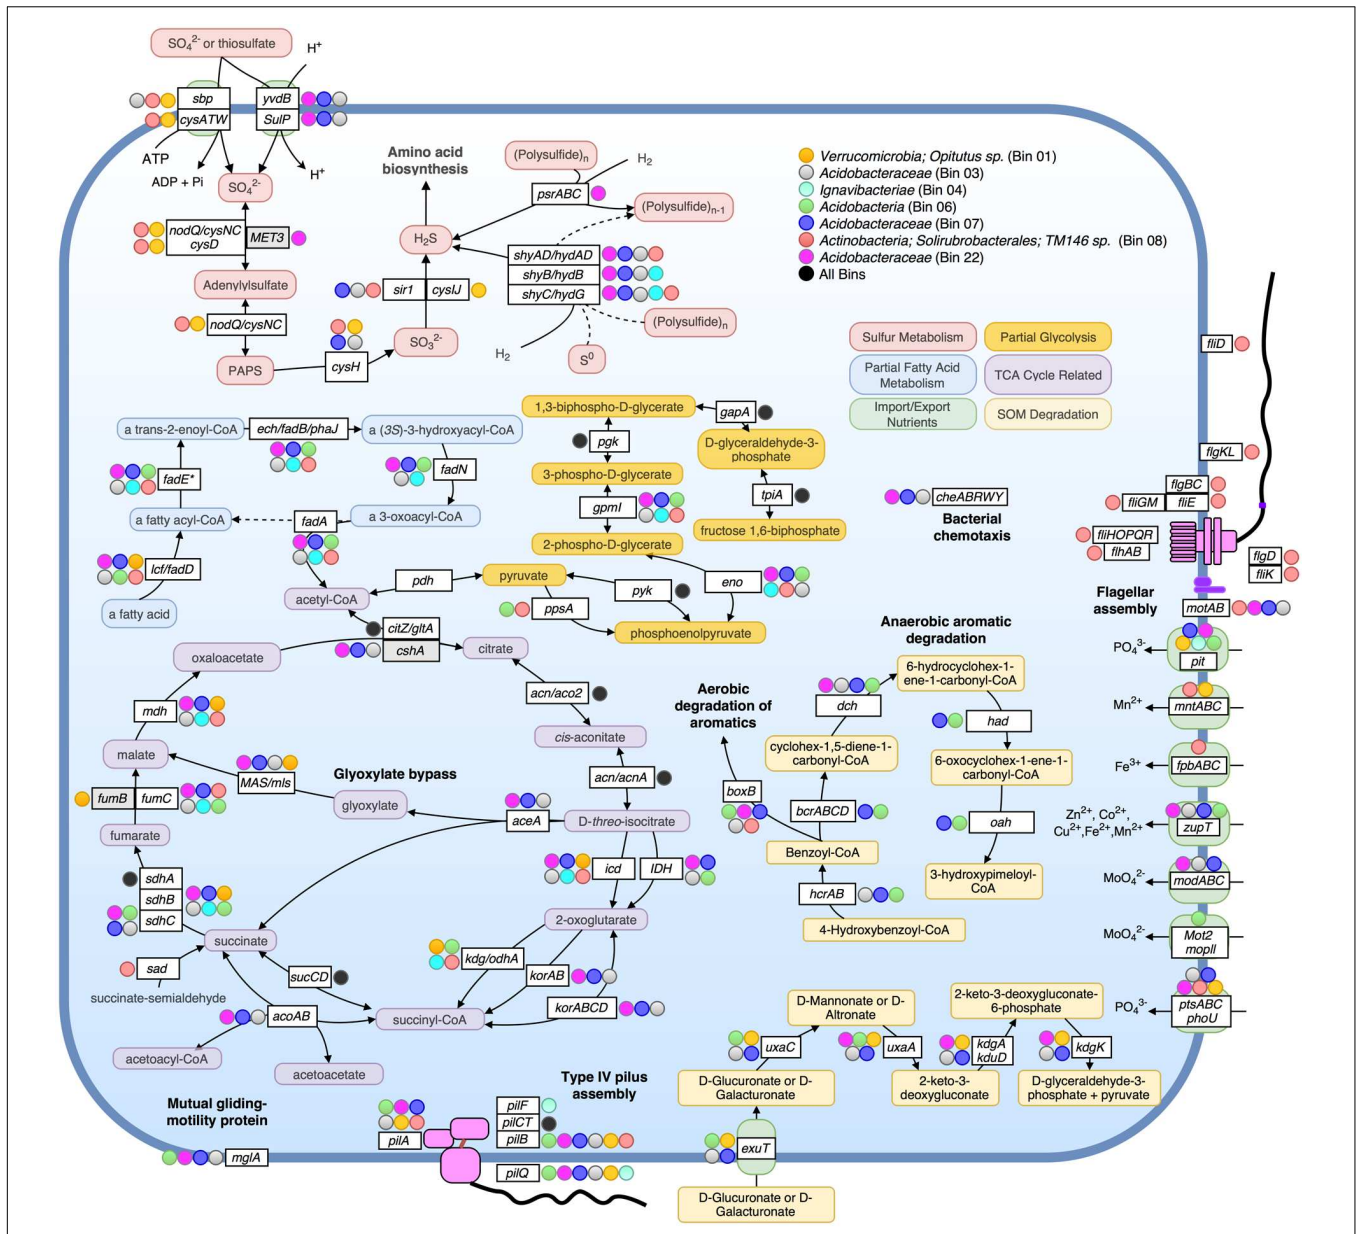 SO₄²⁻ or thiosulfate
H⁺
sbp
cysATW
yvdB
SulP
ATP
ADP + Pi
H⁺
SO₄²⁻
nodQ/cysNC
cysD
MET3
Adenylylsulfate
nodQ/cysNC
PAPS
cysH
SO₃²⁻
sir1
cysIJ
H₂S
Amino acid
biosynthesis
(Polysulfide)n
H₂
psrABC
(Polysulfide)n-1
shyAD/hydAD
shyB/hydB
shyC/hydG
H₂
S⁰
(Polysulfide)n
Verrucomicrobia; Opitutus sp. (Bin 01)
Acidobacteraceae (Bin 03)
Ignavibacteriae (Bin 04)
Acidobacteria (Bin 06)
Acidobacteraceae (Bin 07)
Actinobacteria; Solirubrobacterales; TM146 sp. (Bin 08)
Acidobacteraceae (Bin 22)
All Bins
Sulfur Metabolism
Partial Glycolysis
Partial Fatty Acid
Metabolism
TCA Cycle Related
Import/Export
Nutrients
SOM Degradation
a trans-2-enoyl-CoA
ech/fadB/phaJ
a (3S)-3-hydroxyacyl-CoA
fadE*
fadN
a fatty acyl-CoA
fadA
a 3-oxoacyl-CoA
lcf/fadD
a fatty acid
acetyl-CoA
pdh
1,3-biphospho-D-glycerate
gapA
pgk
D-glyceraldehyde-3-
phosphate
3-phospho-D-glycerate
gpmI
tpiA
fructose 1,6-biphosphate
2-phospho-D-glycerate
pyruvate
eno
pyk
ppsA
phosphoenolpyruvate
citZ/gltA
cshA
oxaloacetate
citrate
mdh
acn/aco2
cis-aconitate
malate
MAS/mls
Glyoxylate bypass
acn/acnA
fumB
fumC
glyoxylate
aceA
D-threo-isocitrate
fumarate
sdhA
sdhB
sdhC
icd
IDH
2-oxoglutarate
succinate
kdg/odhA
korAB
sad
sucCD
succinate-semialdehyde
korABCD
acoAB
succinyl-CoA
acetoacyl-CoA
acetoacetate
cheABRWY
Bacterial
chemotaxis
fliD
flgKL
flgBC
fliGM
fliE
fliHOPQR
flhAB
flgD
fliK
Flagellar
assembly
motAB
PO₄³⁻
pit
Mn²⁺
mntABC
Fe³⁺
fpbABC
Zn²⁺, Co²⁺,
Cu²⁺,Fe²⁺,Mn²⁺
zupT
MoO₄²⁻
modABC
MoO₄²⁻
Mot2
mopII
PO₄³⁻
ptsABC
phoU
Anaerobic aromatic
degradation
6-hydrocyclohex-1-
ene-1-carbonyl-CoA
dch
had
Aerobic
degradation of
aromatics
cyclohex-1,5-diene-1-
carbonyl-CoA
6-oxocyclohex-1-ene-1-
carbonyl-CoA
boxB
bcrABCD
oah
Benzoyl-CoA
3-hydroxypimeloyl-
CoA
hcrAB
4-Hydroxybenzoyl-CoA
D-Mannonate or D-
Altronate
2-keto-3-deoxygluconate-
6-phosphate
uxaC
uxaA
kdgA
kduD
kdgK
D-Glucuronate or D-
Galacturonate
2-keto-3-
deoxygluconate
D-glyceraldehyde-3-
phosphate + pyruvate
exuT
D-Glucuronate or D-
Galacturonate
Type IV pilus
assembly
pilF
pilCT
pilB
pilA
pilQ
Mutual gliding-
motility protein
mglA